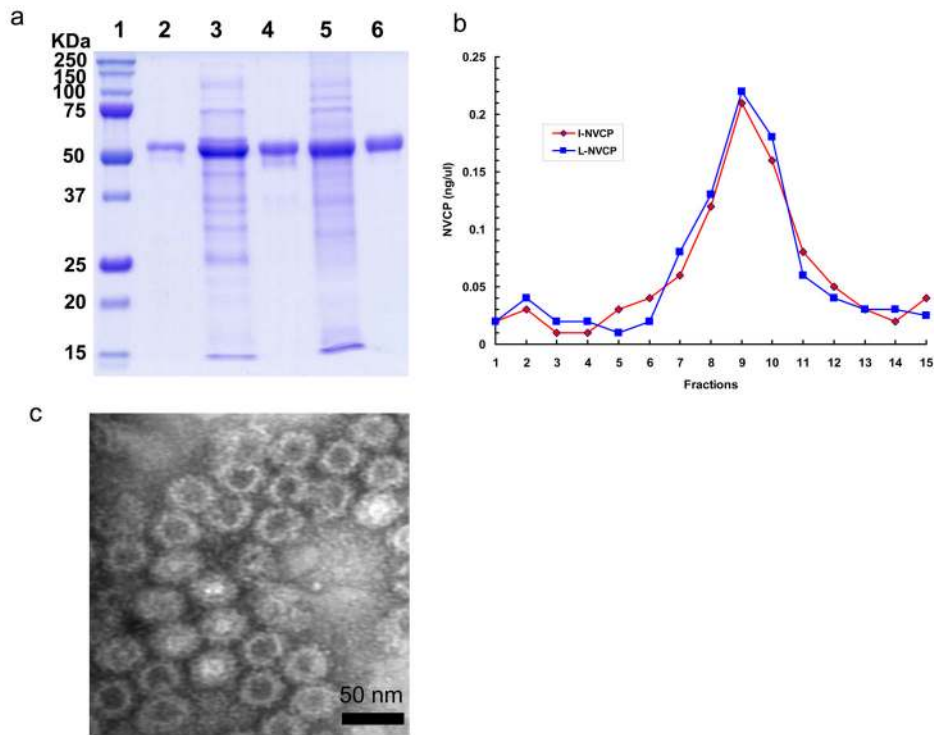 a
KDa 1 2 3 4 5 6
250
150
100
75
50
37
25
20
15
b
0.25
0.2
0.15
0.1
0.05
0
NVCP (ng/ul)
I-NVCP
L-NVCP
1 2 3 4 5 6 7 8 9 10 11 12 13 14 15
Fractions
c
50 nm